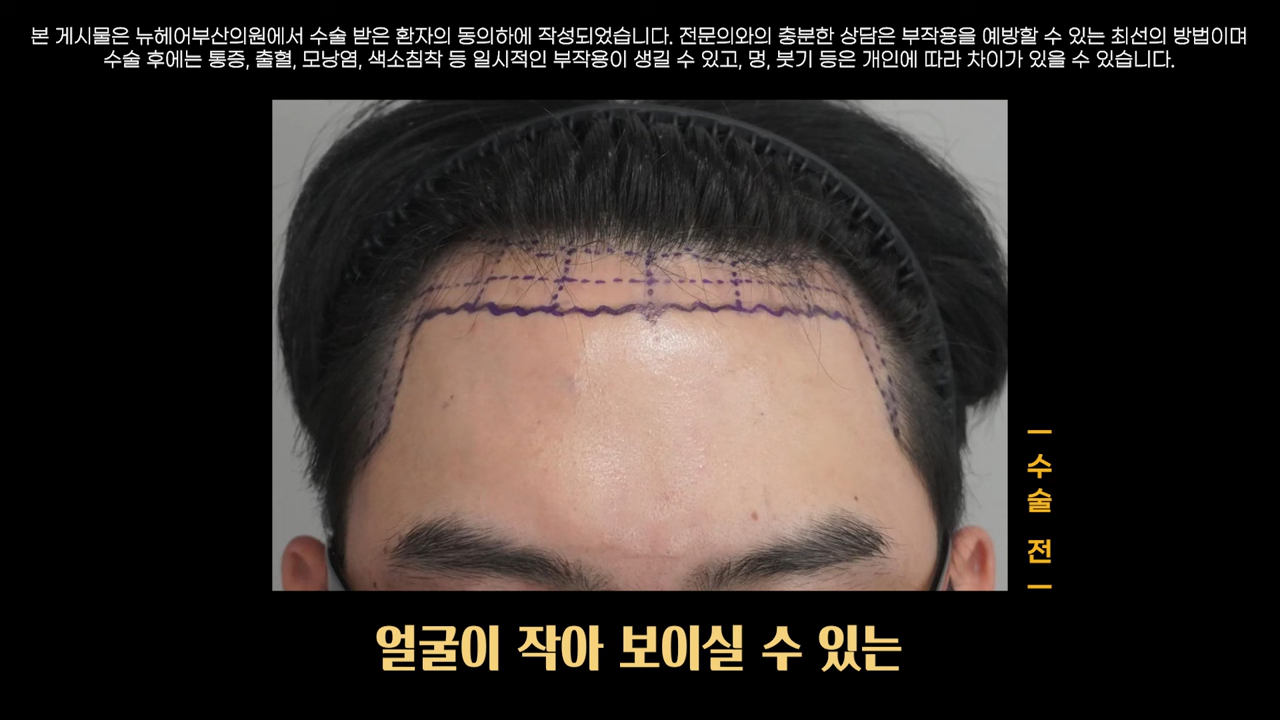 본 게시물은 뉴헤어부산의원에서 수술 받은 환자의 동의하에 작성되었습니다. 전문의와의 충분한 상담은 부작용을 예방할 수 있는 최선의 방법이며
수술 후에는 통증, 출혈, 모낭염, 색소침착 등 일시적인 부작용이 생길 수 있고, 멍, 붓기 등은 개인에 따라 차이가 있을 수 있습니다.
수술 전
얼굴이 작아 보이실 수 있는